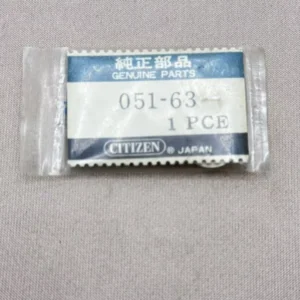 純正部品
GENUINE PARTS
051-63
1 PCE
CITIZEN ® JAPAN